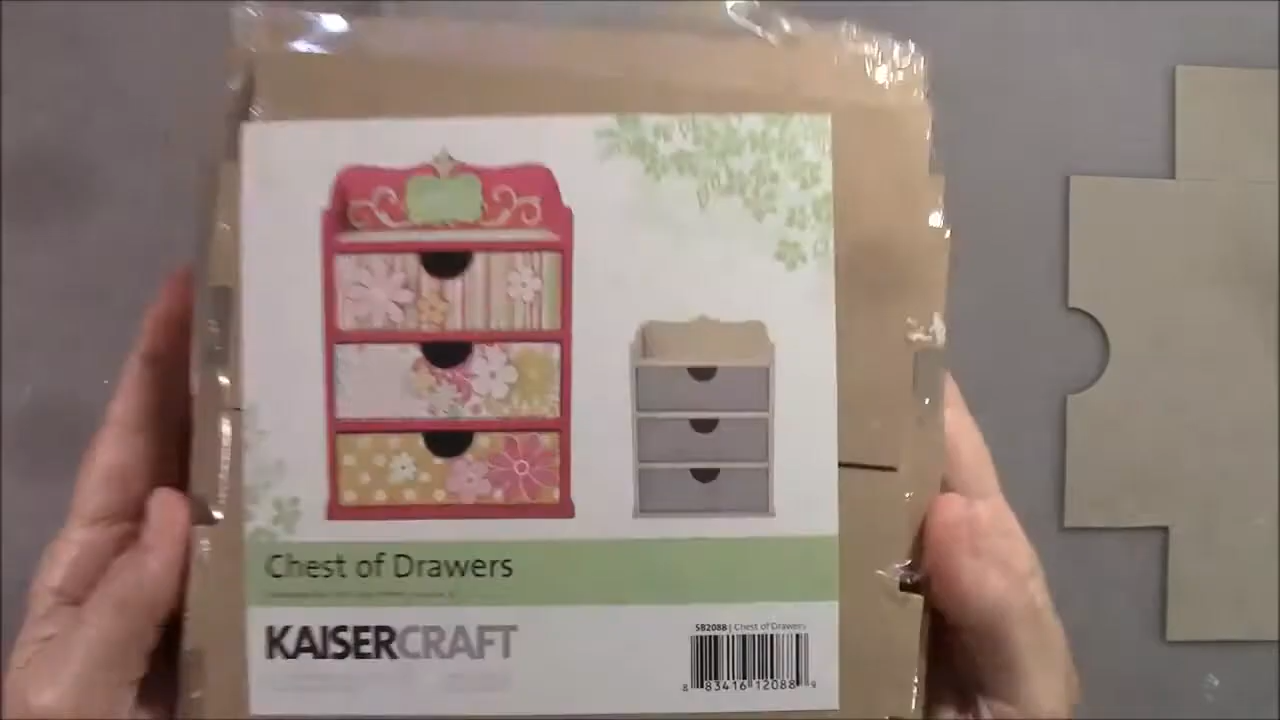 Chest of Drawers
KAISERCRAFT
SB2088 | Chest of Drawers
8 83416 12088 9